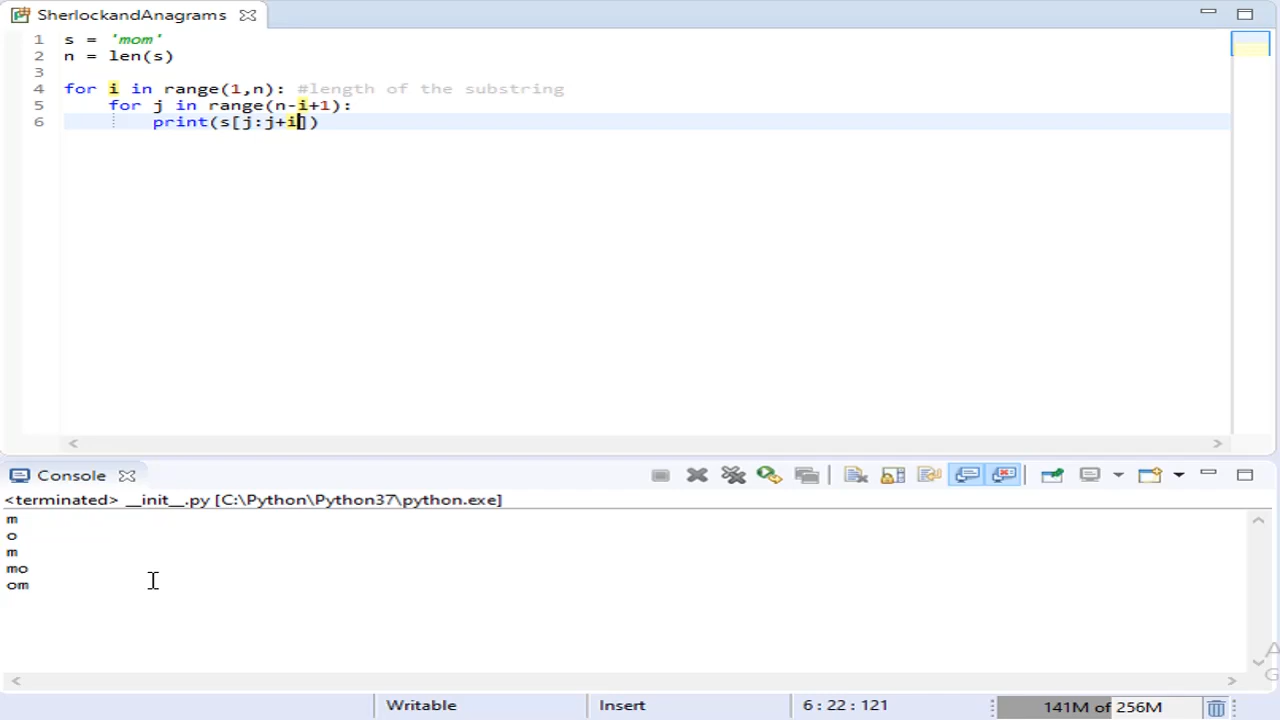 SherlockandAnagrams
1 s = 'mom'
2 n = len(s)
3
4 for i in range(1,n): #length of the substring
5 for j in range(n-i+1):
6 print(s[j:j+i])
Console
<terminated> __init__.py [C:\Python\Python37\python.exe]
m
o
m
mo
om
A
G
Writable Insert 6 : 22 : 121 141M of 256M